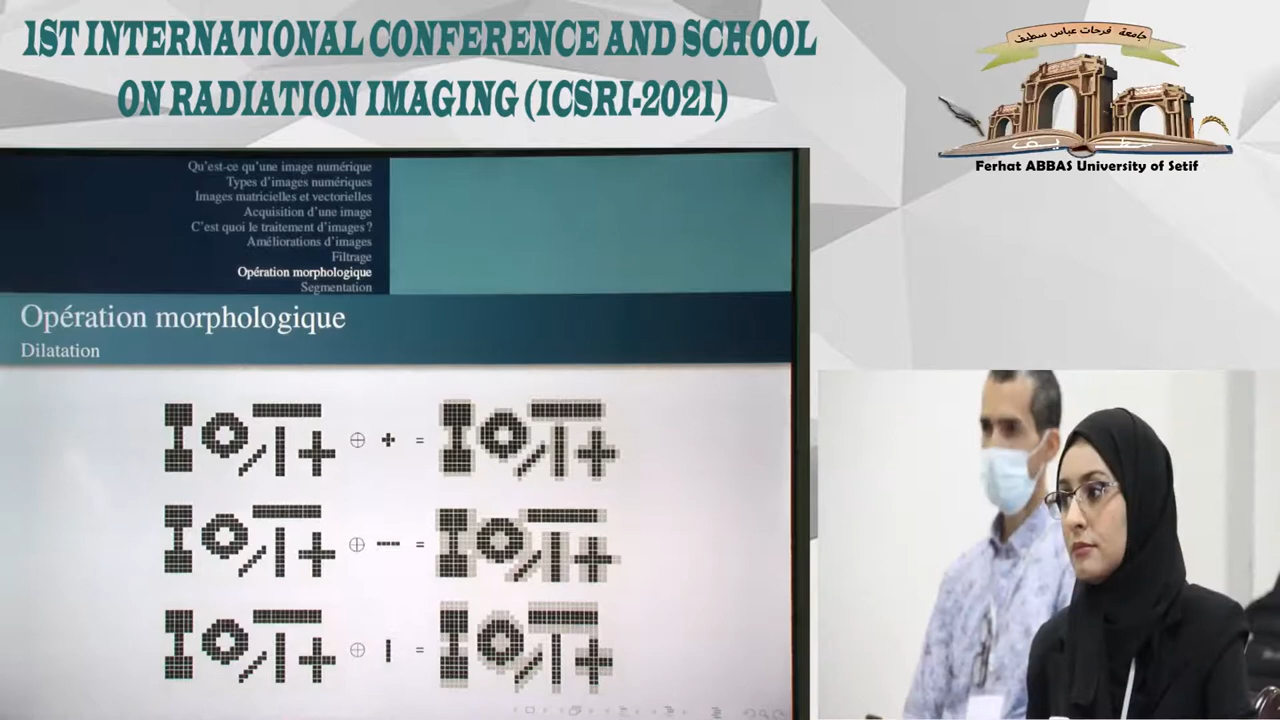 1ST INTERNATIONAL CONFERENCE AND SCHOOL
ON RADIATION IMAGING (ICSRI-2021)
جامعة فرحات عباس سطيف
Ferhat ABBAS University of Setif
Qu'est-ce qu'une image numérique
Types d'images numériques
Images matricielles et vectorielles
Acquisition d'une image
C'est quoi le traitement d'images ?
Améliorations d'images
Filtrage
Opération morphologique
Segmentation
Opération morphologique
Dilatation
⊕ =
⊕ =
⊕ =